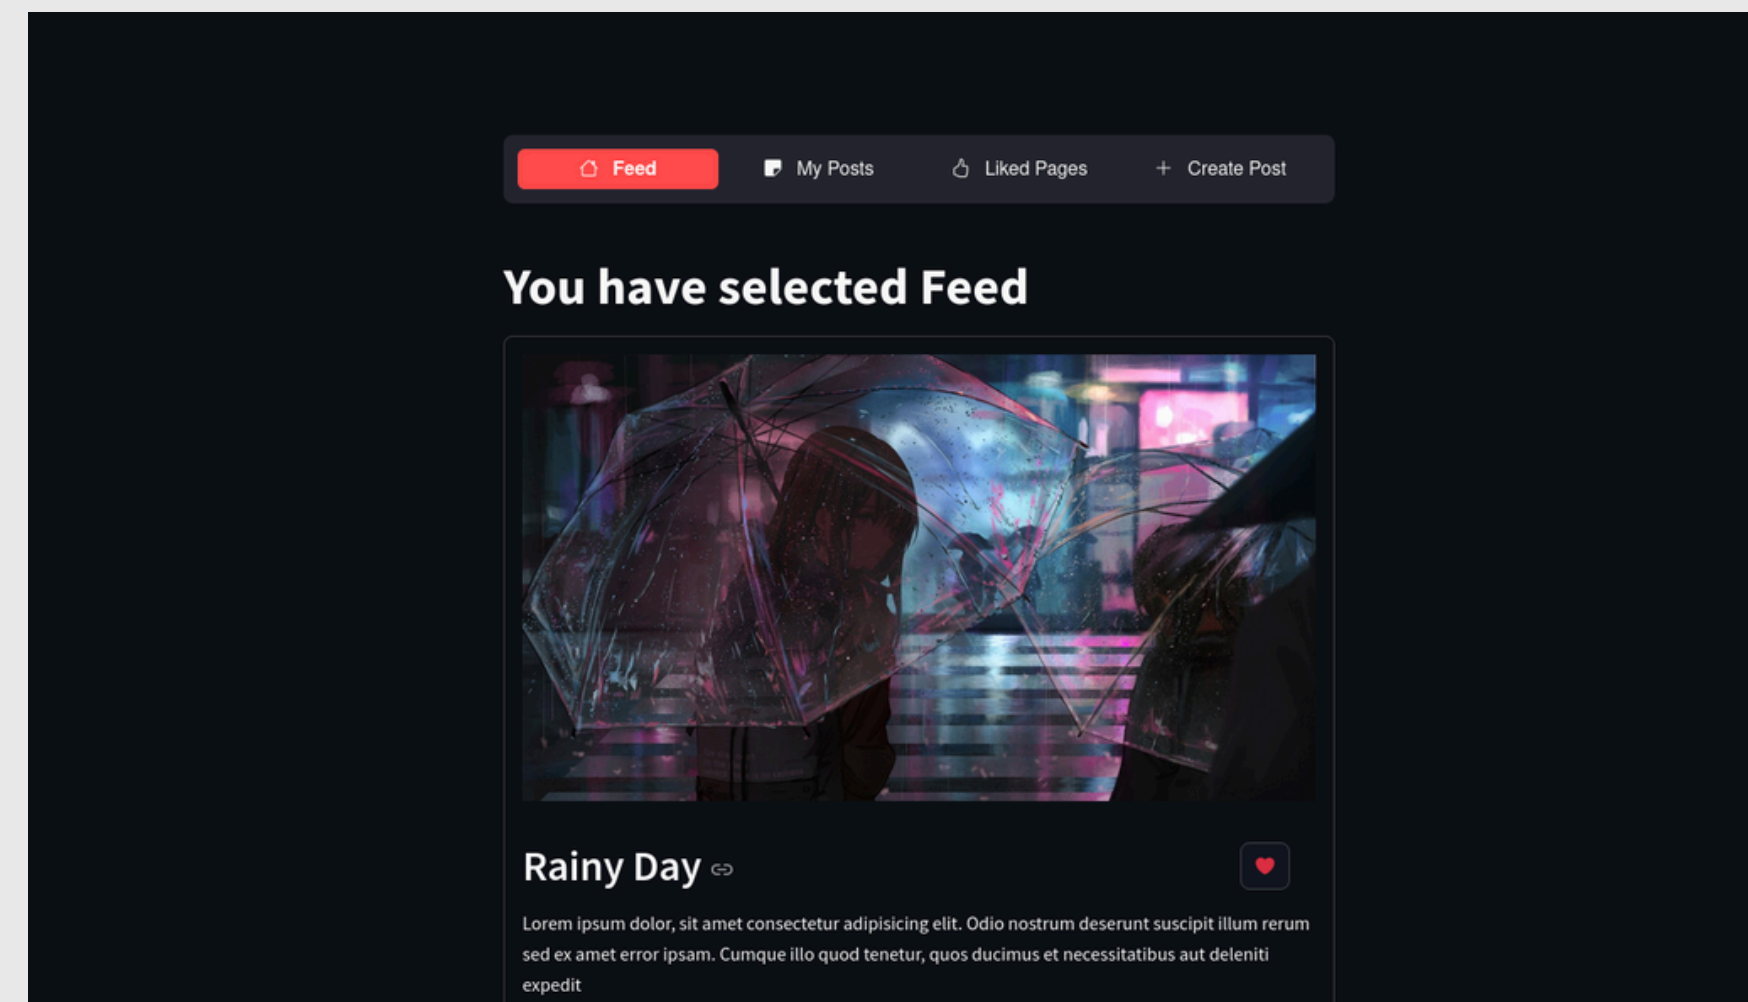 Feed My Posts Liked Pages Create Post
You have selected Feed
Rainy Day
Lorem ipsum dolor, sit amet consectetur adipisicing elit. Odio nostrum deserunt suscipit illum rerum
sed ex amet error ipsam. Cumque illo quod tenetur, quos ducimus et necessitatibus aut deleniti
expedit